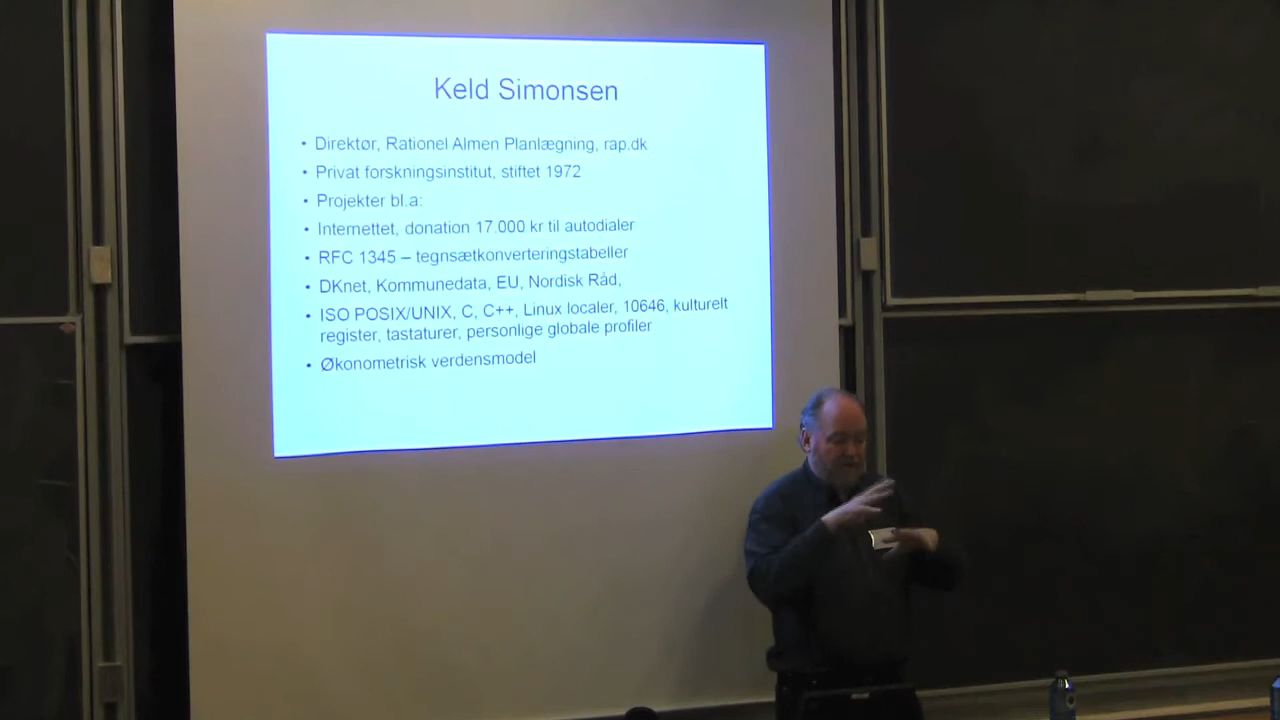 Keld Simonsen
• Direktør, Rationel Almen Planlægning, rap.dk
• Privat forskningsinstitut, stiftet 1972
• Projekter bl.a:
• Internettet, donation 17.000 kr til autodialer
• RFC 1345 – tegnsætkonverteringstabeller
• DKnet, Kommunedata, EU, Nordisk Råd,
• ISO POSIX/UNIX, C, C++, Linux localer, 10646, kulturelt
register, tastaturer, personlige globale profiler
• Økonometrisk verdensmodel